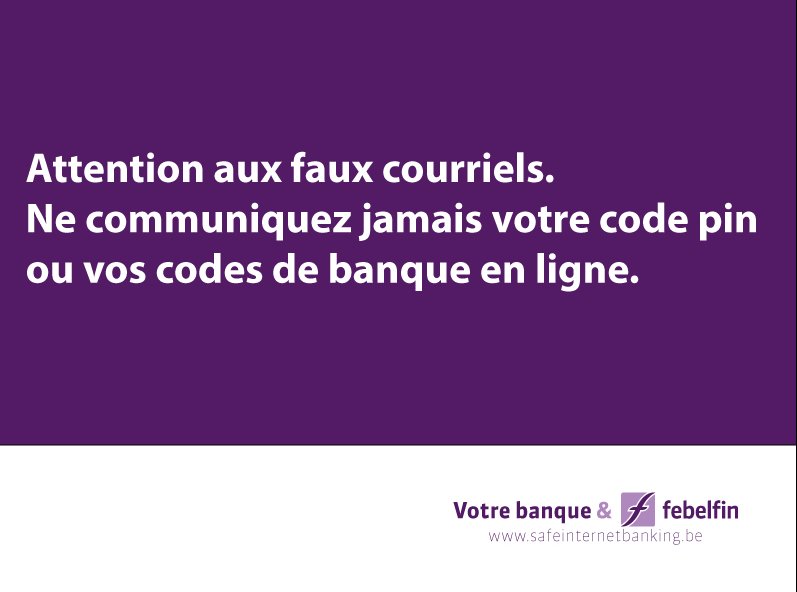 Attention aux faux courriels.
Ne communiquez jamais votre code pin
ou vos codes de banque en ligne.
Votre banque & febelfin
www.safeinternetbanking.be